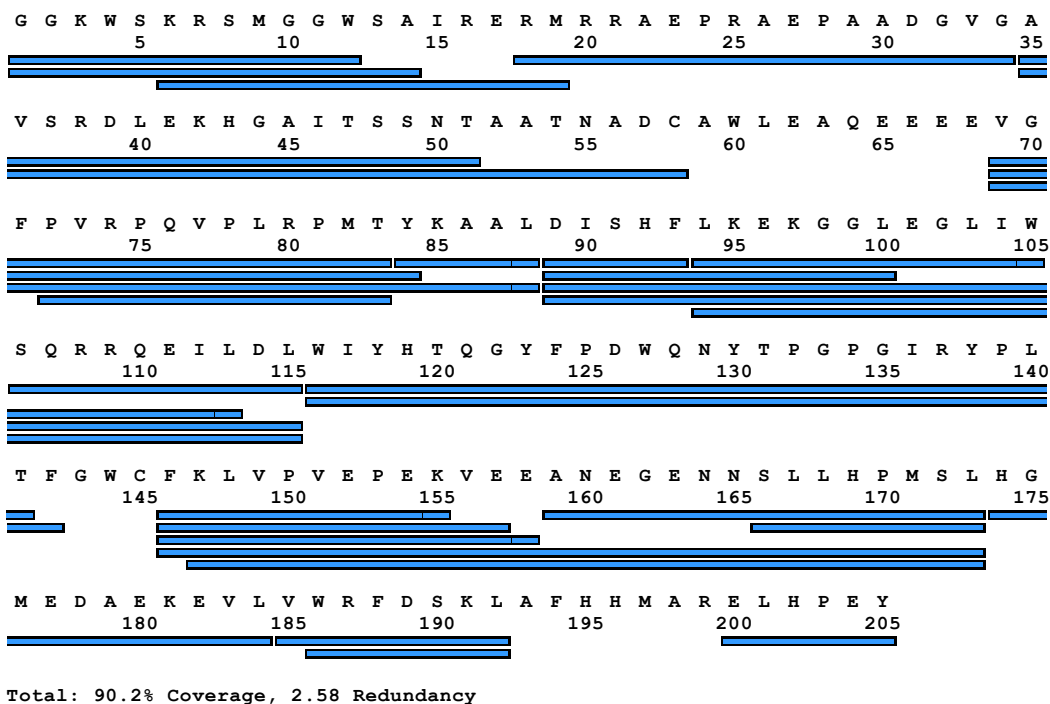 G G K W S K R S M G G W S A I R E R M R R A E P R A E P A A D G V G A
5 10 15 20 25 30 35
V S R D L E K H G A I T S S N T A A T N A D C A W L E A Q E E E E V G
40 45 50 55 60 65 70
F P V R P Q V P L R P M T Y K A A L D I S H F L K E K G G L E G L I W
75 80 85 90 95 100 105
S Q R R Q E I L D L W I Y H T Q G Y F P D W Q N Y T P G P G I R Y P L
110 115 120 125 130 135 140
T F G W C F K L V P V E P E K V E E A N E G E N N S L L H P M S L H G
145 150 155 160 165 170 175
M E D A E K E V L V W R F D S K L A F H H M A R E L H P E Y
180 185 190 195 200 205
Total: 90.2% Coverage, 2.58 Redundancy